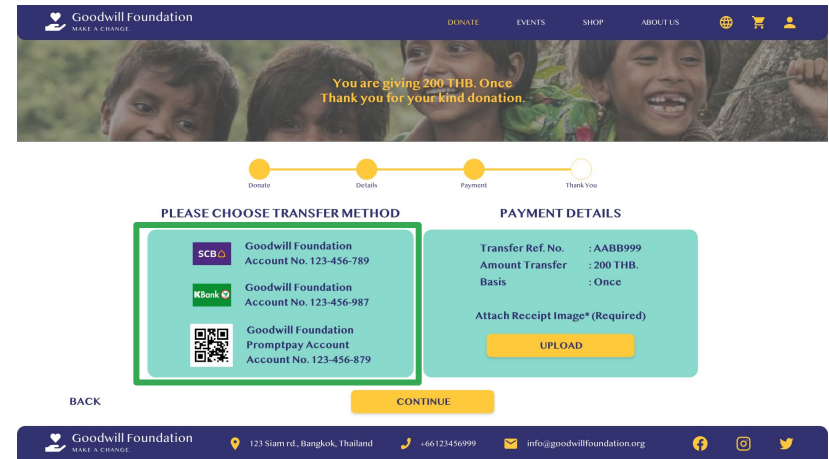 Goodwill Foundation
MAKE A CHANGE.
DONATE
EVENTS
SHOP
ABOUT US
You are giving 200 THB. Once
Thank you for your kind donation.
Donate
Details
Payment
Thank You
PLEASE CHOOSE TRANSFER METHOD
SCB
Goodwill Foundation
Account No. 123-456-789
KBank
Goodwill Foundation
Account No. 123-456-987
Goodwill Foundation
Promptpay Account
Account No. 123-456-879
PAYMENT DETAILS
Transfer Ref. No. : AABB999
Amount Transfer : 200 THB.
Basis : Once
Attach Receipt Image* (Required)
UPLOAD
BACK
CONTINUE
Goodwill Foundation
MAKE A CHANGE.
123 Siam rd., Bangkok, Thailand
+66123456999
info@goodwillfoundation.org